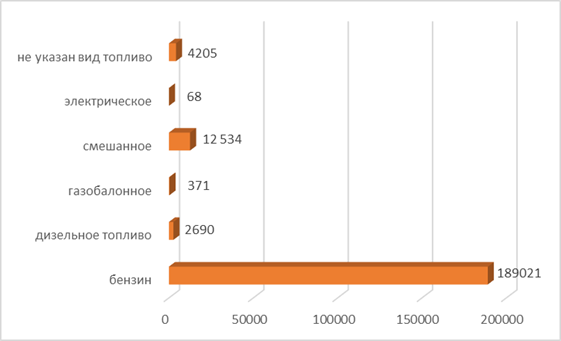 не указан вид топливо 4205
электрическое 68
смешанное 12 534
газобалонное 371
дизельное топливо 2690
бензин 189021
0 50000 100000 150000 200000